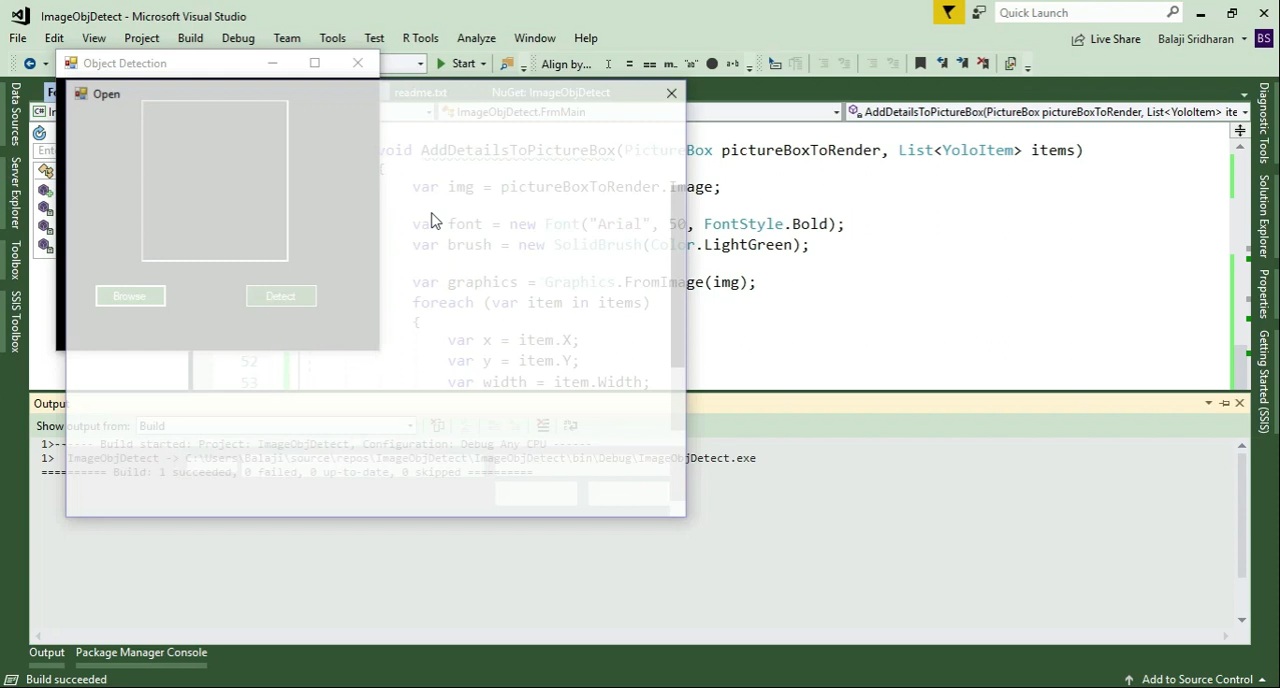 ImageObjDetect - Microsoft Visual Studio
Quick Launch
File Edit View Project Build Debug Team Tools Test R Tools Analyze Window Help
Live Share Balaji Sridharan BS
Object Detection
Start Align by...
Open
readme.txt NuGet: ImageObjDetect
ImageObjDetect.FrmMain AddDetailsToPictureBox(PictureBox pictureBoxToRender, List<YoloItem> ite
void AddDetailsToPictureBox(PictureBox pictureBoxToRender, List<YoloItem> items)
{
var img = pictureBoxToRender.Image;
var font = new Font("Arial", 50, FontStyle.Bold);
var brush = new SolidBrush(Color.LightGreen);
var graphics = Graphics.FromImage(img);
foreach (var item in items)
{
var x = item.X;
var y = item.Y;
52
53 var width = item.Width;
Browse Detect
Data Sources
Server Explorer
Toolbox
SSIS Toolbox
Diagnostic Tools
Solution Explorer
Properties
Getting Started (SSIS)
Output
Show output from: Build
1>------ Build started: Project: ImageObjDetect, Configuration: Debug Any CPU ------
1> ImageObjDetect -> C:\Users\Balaji\source\repos\ImageObjDetect\ImageObjDetect\bin\Debug\ImageObjDetect.exe
========== Build: 1 succeeded, 0 failed, 0 up-to-date, 0 skipped ==========
Output Package Manager Console
Build succeeded Add to Source Control